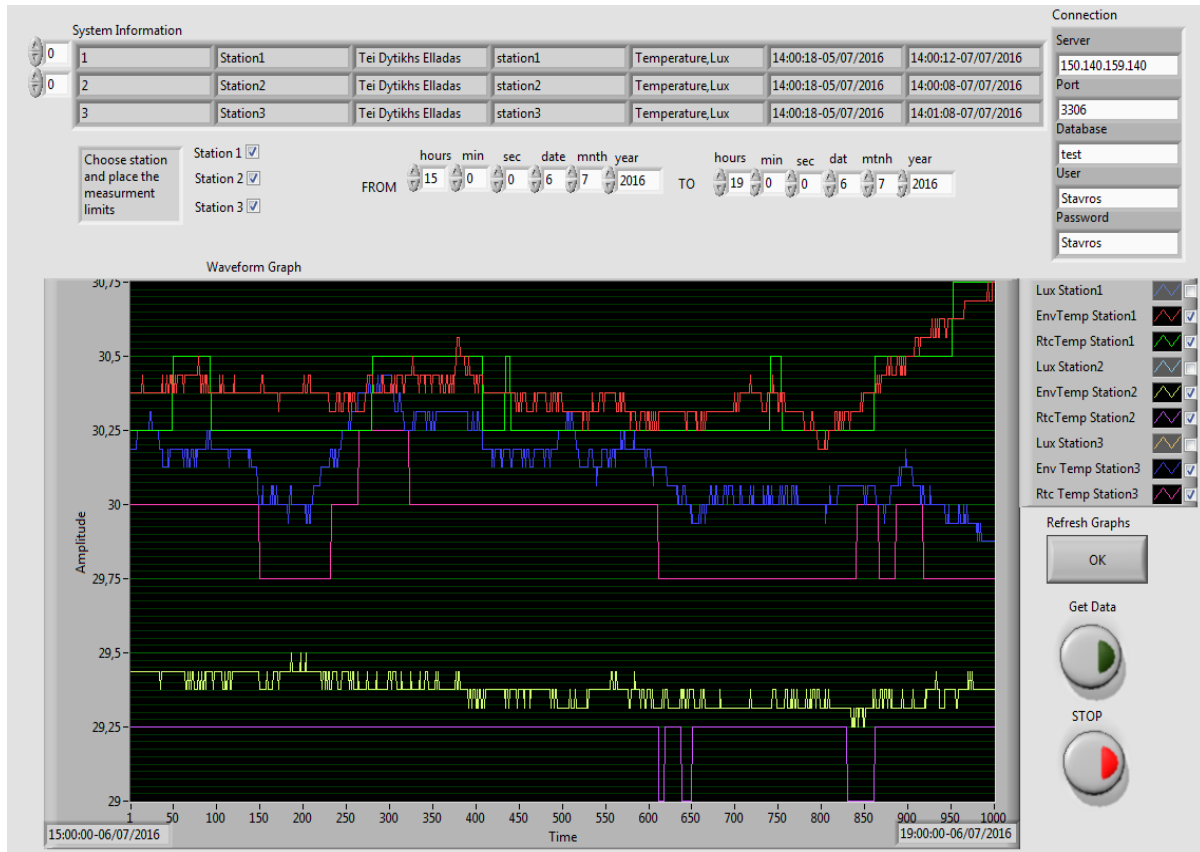 System Information
0
0
1 Station1 Tei Dytikhs Elladas station1 Temperature,Lux 14:00:18-05/07/2016 14:00:12-07/07/2016
2 Station2 Tei Dytikhs Elladas station2 Temperature,Lux 14:00:18-05/07/2016 14:00:08-07/07/2016
3 Station3 Tei Dytikhs Elladas station3 Temperature,Lux 14:00:18-05/07/2016 14:01:08-07/07/2016
Connection
Server
150.140.159.140
Port
3306
Database
test
User
Stavros
Password
Stavros
Choose station
and place the
measurment
limits
Station 1
Station 2
Station 3
hours min sec date mnth year
FROM 15 0 0 6 7 2016
hours min sec dat mtnh year
TO 19 0 0 6 7 2016
Waveform Graph
30,75
30,5
30,25
30
29,75
29,5
29,25
29
Amplitude
1 50 100 150 200 250 300 350 400 450 500 550 600 650 700 750 800 850 900 950 1000
15:00:00-06/07/2016
Time
19:00:00-06/07/2016
Lux Station1
EnvTemp Station1
RtcTemp Station1
Lux Station2
EnvTemp Station2
RtcTemp Station2
Lux Station3
Env Temp Station3
Rtc Temp Station3
Refresh Graphs
OK
Get Data
STOP